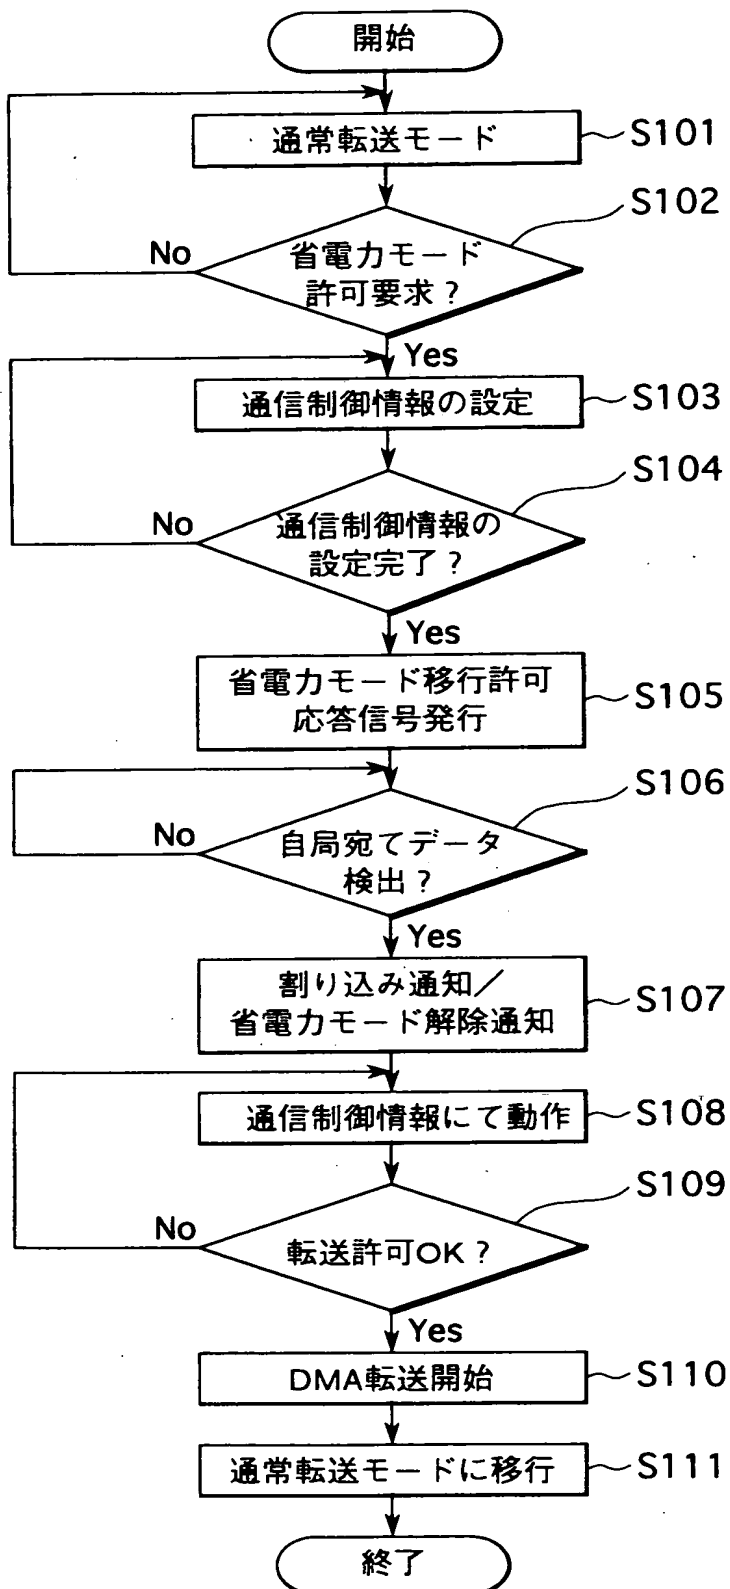 開始
通常転送モード
S101
S102
No
省電力モード
許可要求？
Yes
通信制御情報の設定
S103
S104
No
通信制御情報の
設定完了？
Yes
省電力モード移行許可
応答信号発行
S105
S106
No
自局宛てデータ
検出？
Yes
割り込み通知／
省電力モード解除通知
S107
通信制御情報にて動作
S108
S109
No
転送許可OK？
Yes
DMA転送開始
S110
通常転送モードに移行
S111
終了